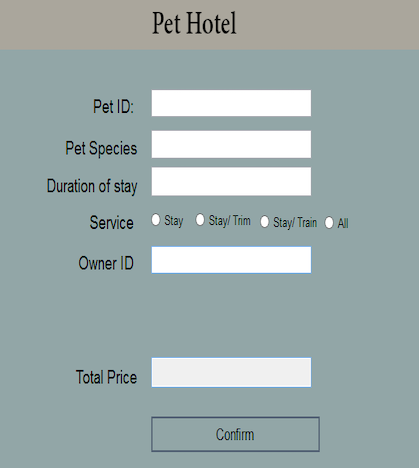 Pet Hotel
Pet ID:
Pet Species
Duration of stay
Service Stay Stay/ Trim Stay/ Train All
Owner ID
Total Price
Confirm